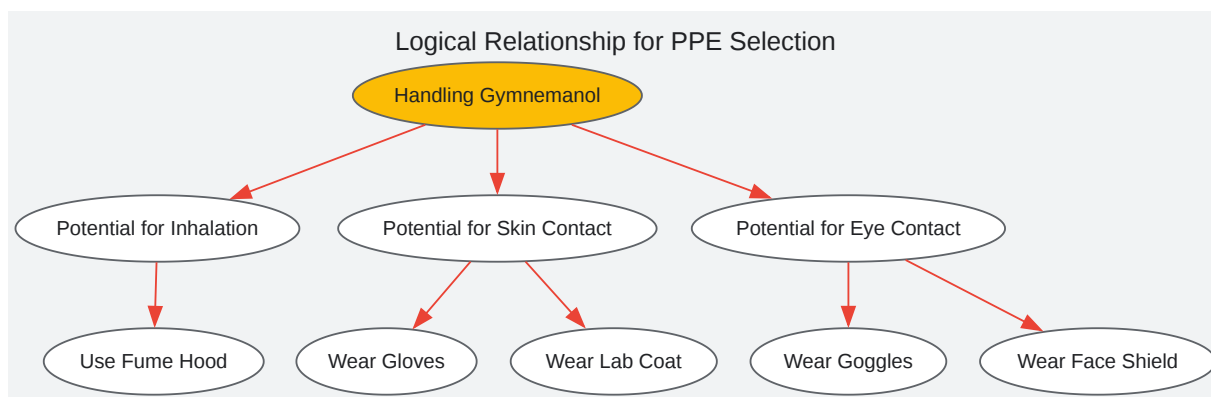 Logical Relationship for PPE Selection
Handling Gymnemanol
Potential for Inhalation
Potential for Skin Contact
Potential for Eye Contact
Use Fume Hood
Wear Gloves
Wear Lab Coat
Wear Goggles
Wear Face Shield